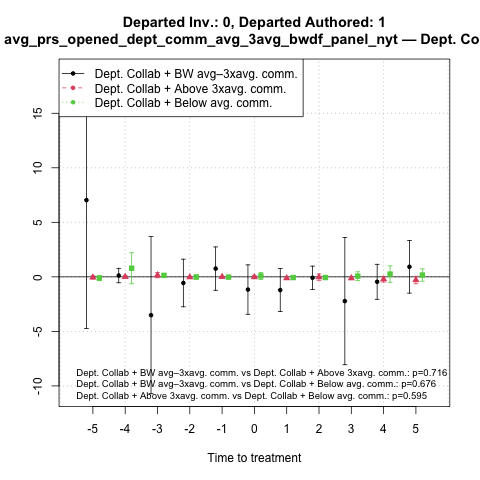 Departed Inv.: 0, Departed Authored: 1
avg_prs_opened_dept_comm_avg_3avg_bwdf_panel_nyt — Dept. Co
Dept. Collab + BW avg–3xavg. comm.
Dept. Collab + Above 3xavg. comm.
Dept. Collab + Below avg. comm.
15
10
5
0
-5
-10
Dept. Collab + BW avg–3xavg. comm. vs Dept. Collab + Above 3xavg. comm.: p=0.716
Dept. Collab + BW avg–3xavg. comm. vs Dept. Collab + Below avg. comm.: p=0.676
Dept. Collab + Above 3xavg. comm. vs Dept. Collab + Below avg. comm.: p=0.595
-5 -4 -3 -2 -1 0 1 2 3 4 5
Time to treatment